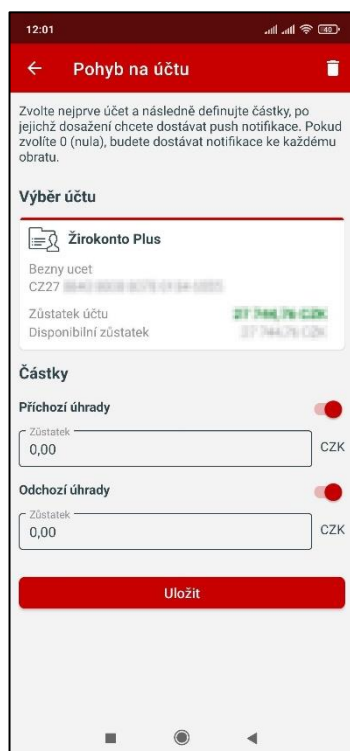 12:01
40
Pohyb na účtu
Zvolte nejprve účet a následně definujte částky, po
jejichž dosažení chcete dostávat push notifikace. Pokud
zvolíte 0 (nula), budete dostávat notifikace ke každému
obratu.
Výběr účtu
Žirokonto Plus
Bezny ucet
CZ27
Zůstatek účtu
Disponibilní zůstatek
Částky
Příchozí úhrady
Zůstatek
0,00 CZK
Odchozí úhrady
Zůstatek
0,00 CZK
Uložit